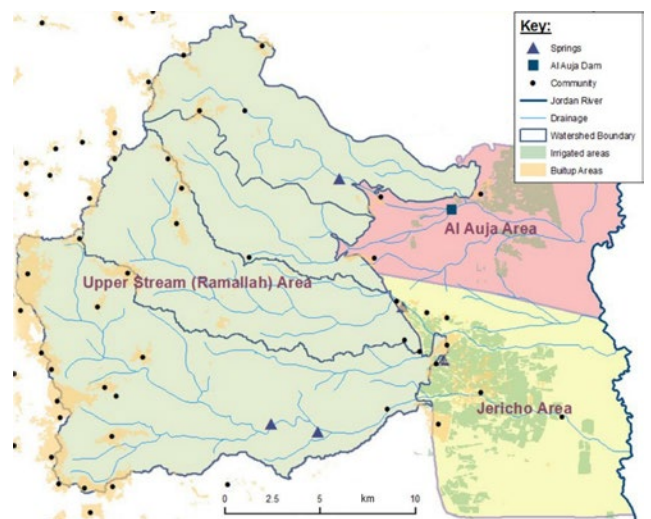 Key:
Springs
Al Auja Dam
Community
Jordan River
Drainage
Watershed Boundary
Irrigated areas
Builtup Areas
Al Auja Area
Upper Stream (Ramallah) Area
Jericho Area
0 2.5 5 10
km